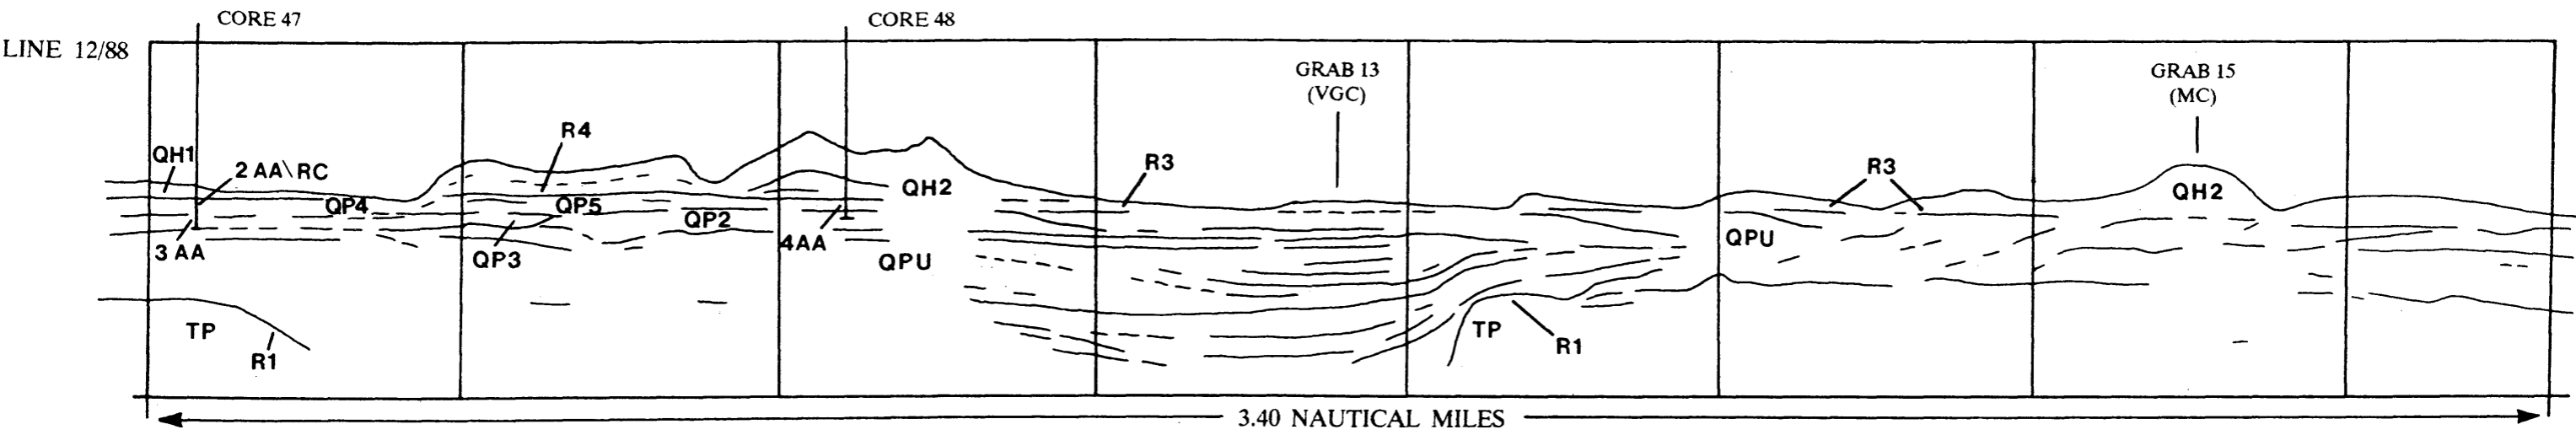 CORE 47
CORE 48
LINE 12/88
GRAB 13
(VGC)
GRAB 15
(MC)
R4
QH1
2 AA\RC
R3
R3
QH2
QH2
QP4
QP5
QP2
3 AA
QP3
4AA
QPU
QPU
TP
R1
TP
R1
3.40 NAUTICAL MILES